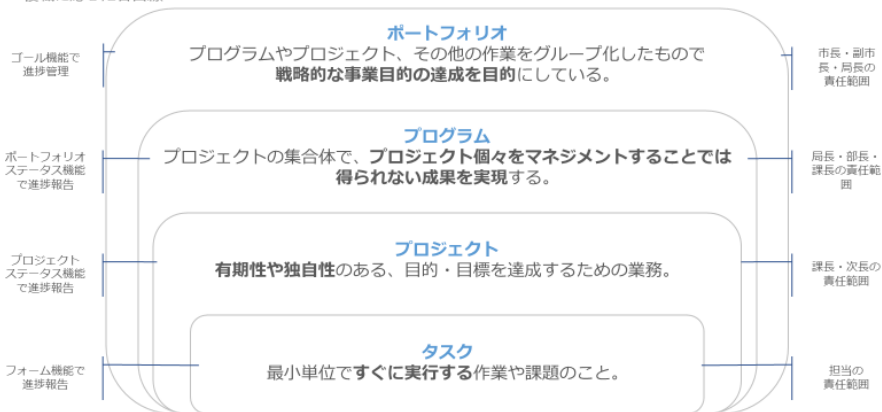 ポートフォリオ
プログラムやプロジェクト、その他の作業をグループ化したもので
戦略的な事業目的の達成を目的にしている。
ゴール機能で
進捗管理
市長・副市
長・局長の
責任範囲
プログラム
プロジェクトの集合体で、プロジェクト個々をマネジメントすることでは
得られない成果を実現する。
ポートフォリオ
ステータス機能
で進捗報告
局長・部長・
課長の責任範
囲
プロジェクト
有期性や独自性のある、目的・目標を達成するための業務。
プロジェクト
ステータス機能
で進捗報告
課長・次長の
責任範囲
タスク
最小単位ですぐに実行する作業や課題のこと。
フォーム機能で
進捗報告
担当の
責任範囲